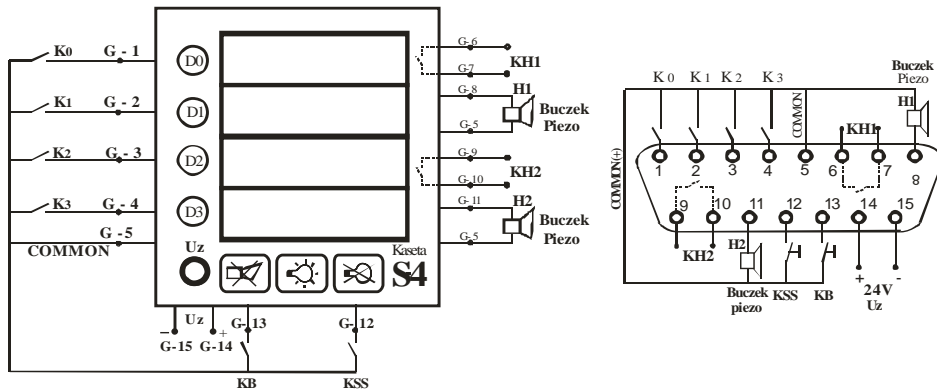 K0 G - 1
K1 G - 2
K2 G - 3
K3 G - 4
G - 5
COMMON
D0
D1
D2
D3
Uz
Kaseta
S4
G-6
G-7
KH1
G-8
H1
Buczek
Piezo
G-5
G-9
G-10
KH2
G-11
H2
Buczek
Piezo
G-5
– Uz +
G-15 G-14
G-13
G-12
KB
KSS
Buczek
Piezo
K 0 K 1 K 2 K 3
COMMON
H1
KH1
COMMON(+)
1 2 3 4 5 6 7 8
9 10 11 12 13 14 15
KH2
H2
Buczek
piezo
KSS
KB
+ 24V -
Uz